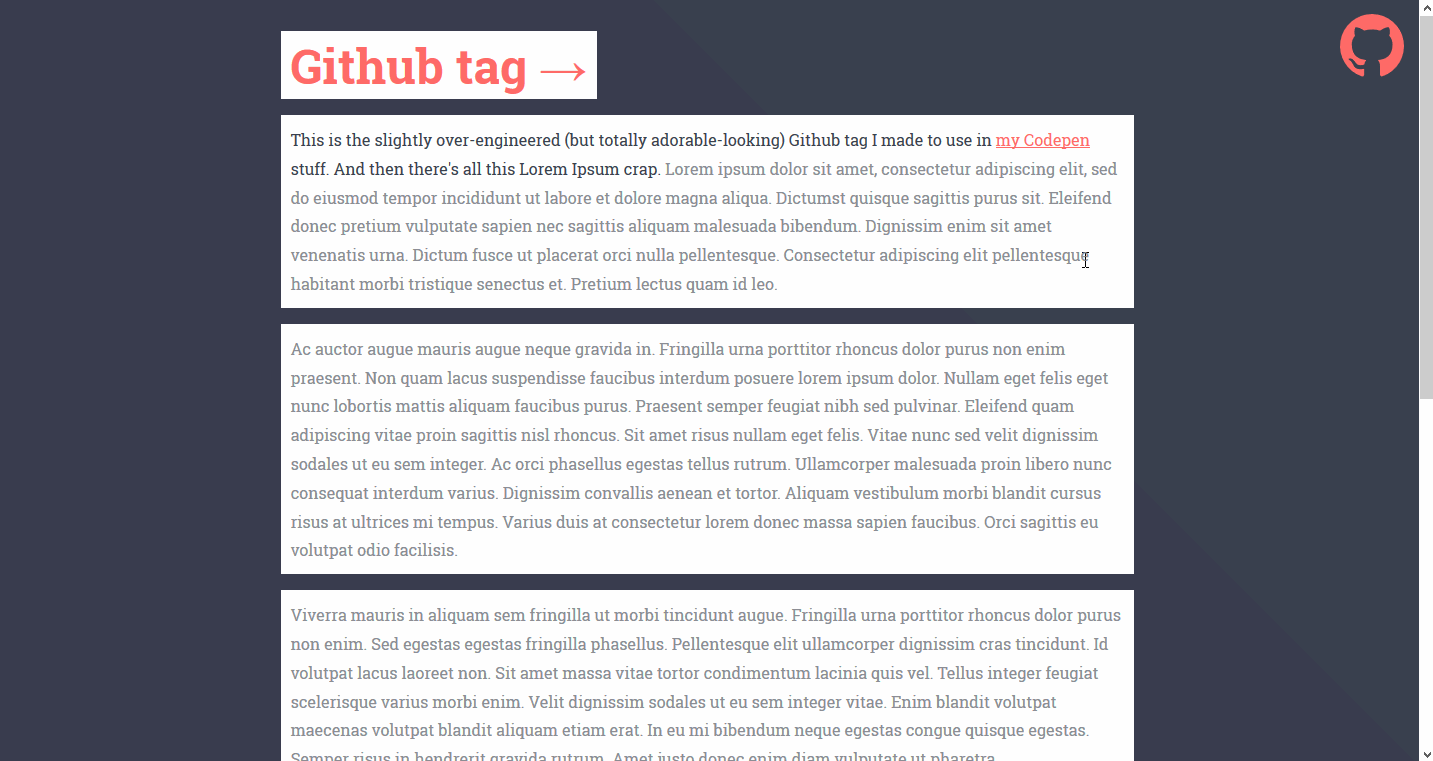 Github tag →
This is the slightly over-engineered (but totally adorable-looking) Github tag I made to use in my Codepen
stuff. And then there's all this Lorem Ipsum crap. Lorem ipsum dolor sit amet, consectetur adipiscing elit, sed
do eiusmod tempor incididunt ut labore et dolore magna aliqua. Dictumst quisque sagittis purus sit. Eleifend
donec pretium vulputate sapien nec sagittis aliquam malesuada bibendum. Dignissim enim sit amet
venenatis urna. Dictum fusce ut placerat orci nulla pellentesque. Consectetur adipiscing elit pellentesque
habitant morbi tristique senectus et. Pretium lectus quam id leo.
Ac auctor augue mauris augue neque gravida in. Fringilla urna porttitor rhoncus dolor purus non enim
praesent. Non quam lacus suspendisse faucibus interdum posuere lorem ipsum dolor. Nullam eget felis eget
nunc lobortis mattis aliquam faucibus purus. Praesent semper feugiat nibh sed pulvinar. Eleifend quam
adipiscing vitae proin sagittis nisl rhoncus. Sit amet risus nullam eget felis. Vitae nunc sed velit dignissim
sodales ut eu sem integer. Ac orci phasellus egestas tellus rutrum. Ullamcorper malesuada proin libero nunc
consequat interdum varius. Dignissim convallis aenean et tortor. Aliquam vestibulum morbi blandit cursus
risus at ultrices mi tempus. Varius duis at consectetur lorem donec massa sapien faucibus. Orci sagittis eu
volutpat odio facilisis.
Viverra mauris in aliquam sem fringilla ut morbi tincidunt augue. Fringilla urna porttitor rhoncus dolor purus
non enim. Sed egestas egestas fringilla phasellus. Pellentesque elit ullamcorper dignissim cras tincidunt. Id
volutpat lacus laoreet non. Sit amet massa vitae tortor condimentum lacinia quis vel. Tellus integer feugiat
scelerisque varius morbi enim. Velit dignissim sodales ut eu sem integer vitae. Enim blandit volutpat
maecenas volutpat blandit aliquam etiam erat. In eu mi bibendum neque egestas congue quisque egestas.
Semper risus in hendrerit gravida rutrum. Amet justo donec enim diam vulputate ut pharetra